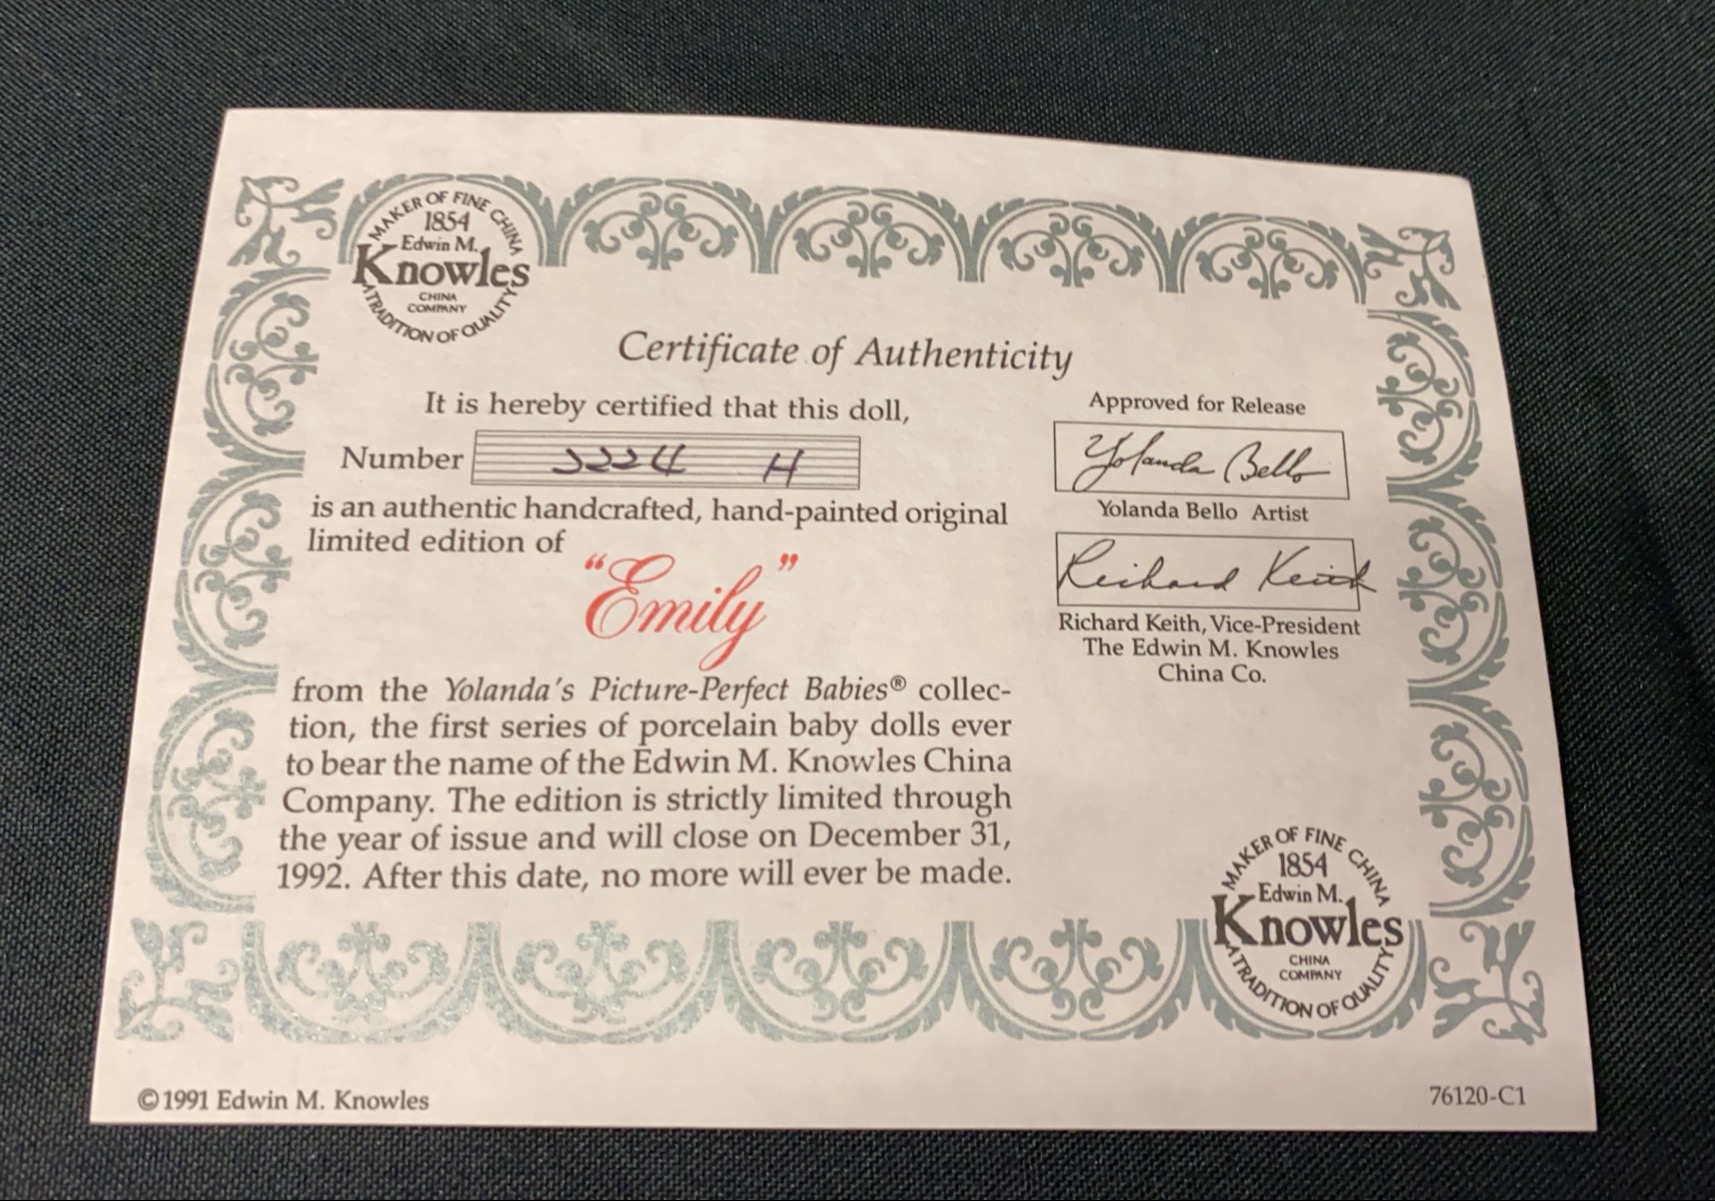 MAKER OF FINE CHINA
1854
Edwin M.
Knowles
CHINA
COMPANY
A TRADITION OF QUALITY
Certificate of Authenticity
It is hereby certified that this doll,
Number H
is an authentic handcrafted, hand-painted original
limited edition of
“Emily”
from the Yolanda's Picture-Perfect Babies® collec-
tion, the first series of porcelain baby dolls ever
to bear the name of the Edwin M. Knowles China
Company. The edition is strictly limited through
the year of issue and will close on December 31,
1992. After this date, no more will ever be made.
Approved for Release
Yolanda Bello
Yolanda Bello Artist
Richard Keith
Richard Keith, Vice-President
The Edwin M. Knowles
China Co.
MAKER OF FINE CHINA
1854
Edwin M.
Knowles
CHINA
COMPANY
A TRADITION OF QUALITY
©1991 Edwin M. Knowles
76120-C1